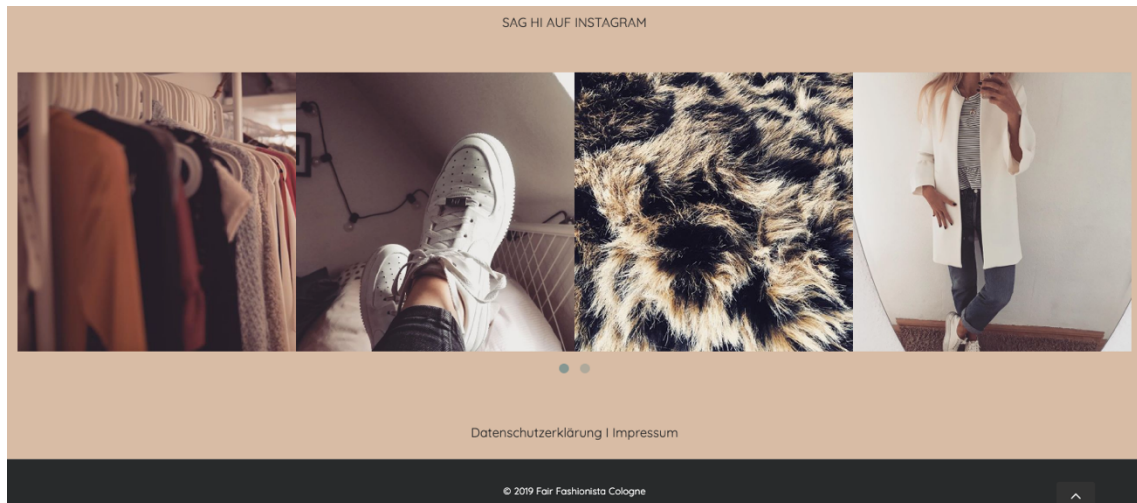 SAG HI AUF INSTAGRAM
Datenschutzerklärung I Impressum
© 2019 Fair Fashionista Cologne